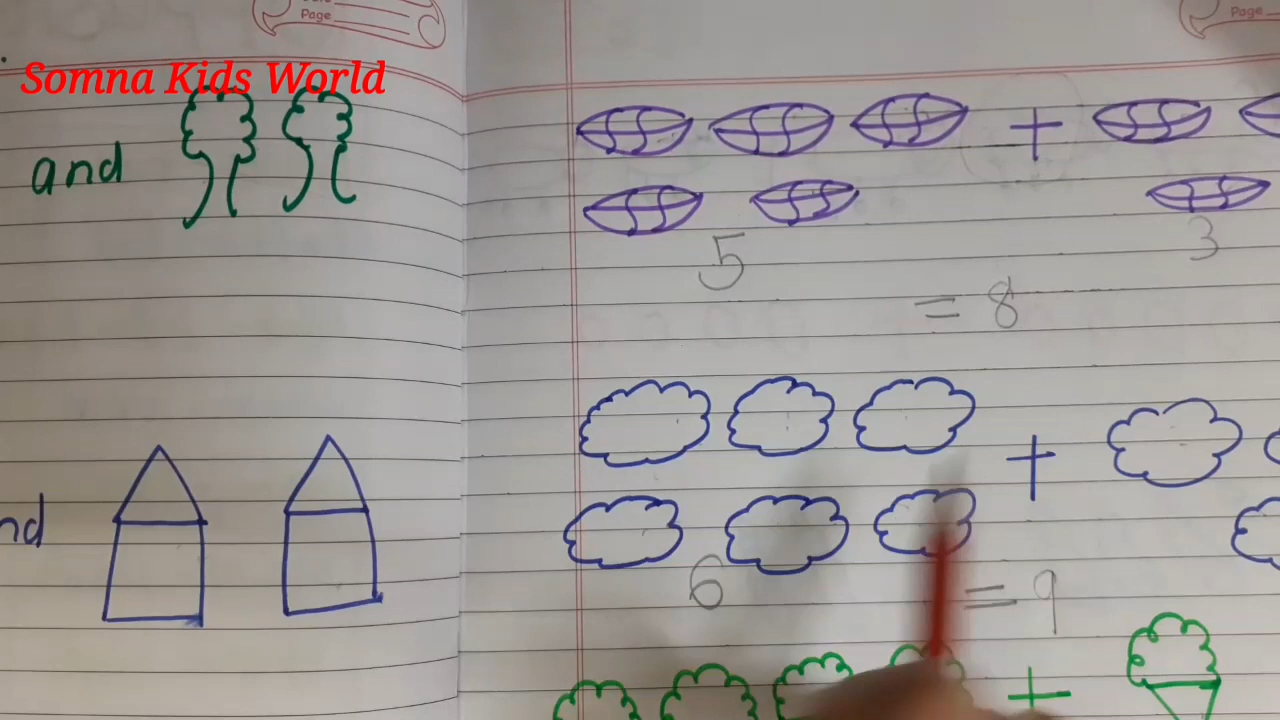 Page
Page
Somna Kids World
and
+
5
3
= 8
+
nd
6
= 9
+